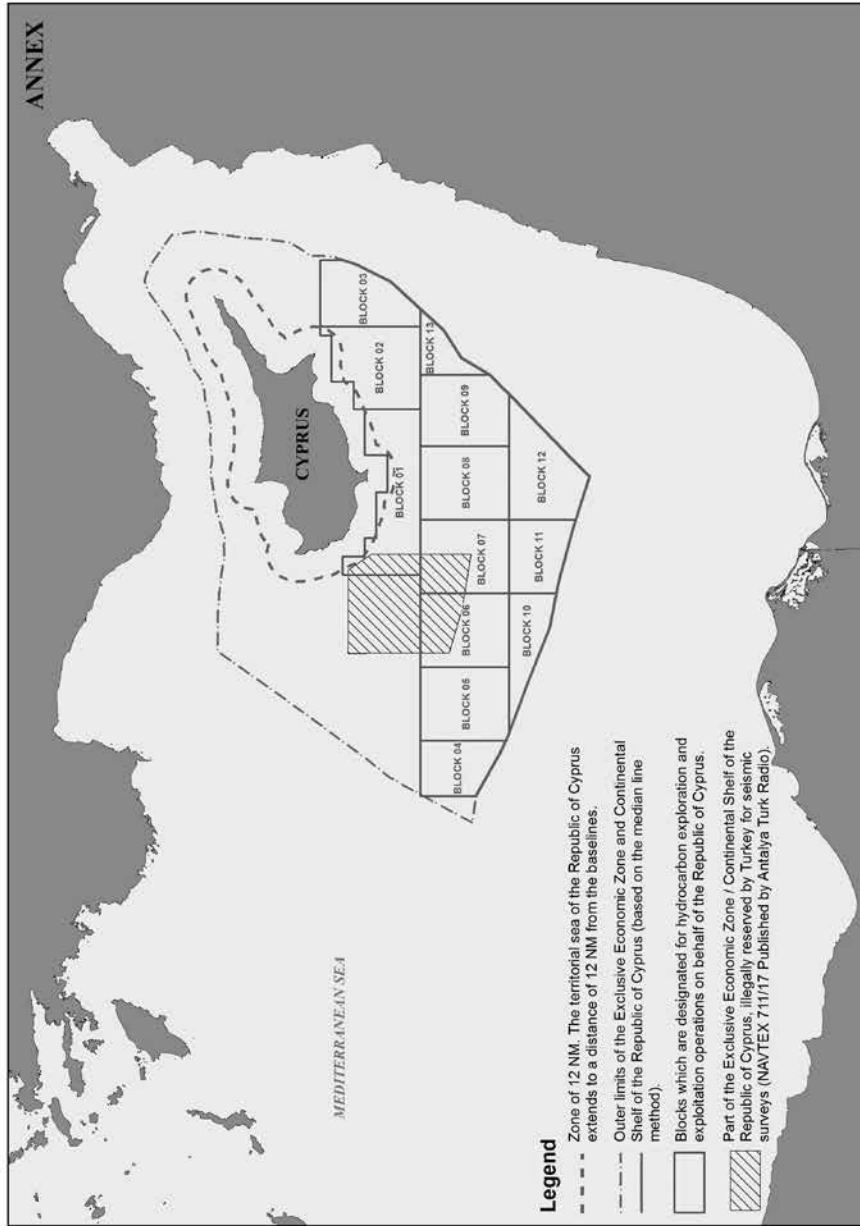 ANNEX
CYPRUS
BLOCK 03
BLOCK 02
BLOCK 13
BLOCK 01
BLOCK 09
BLOCK 08
BLOCK 12
BLOCK 07
BLOCK 11
BLOCK 06
BLOCK 10
BLOCK 05
BLOCK 04
MEDITERRANEAN SEA
Legend
Zone of 12 NM. The territorial sea of the Republic of Cyprus
extends to a distance of 12 NM from the baselines.
Outer limits of the Exclusive Economic Zone and Continental
Shelf of the Republic of Cyprus (based on the median line
method).
Blocks which are designated for hydrocarbon exploration and
exploitation operations on behalf of the Republic of Cyprus.
Part of the Exclusive Economic Zone / Continental Shelf of the
Republic of Cyprus, illegally reserved by Turkey for seismic
surveys (NAVTEX 711/17 Published by Antalya Turk Radio).